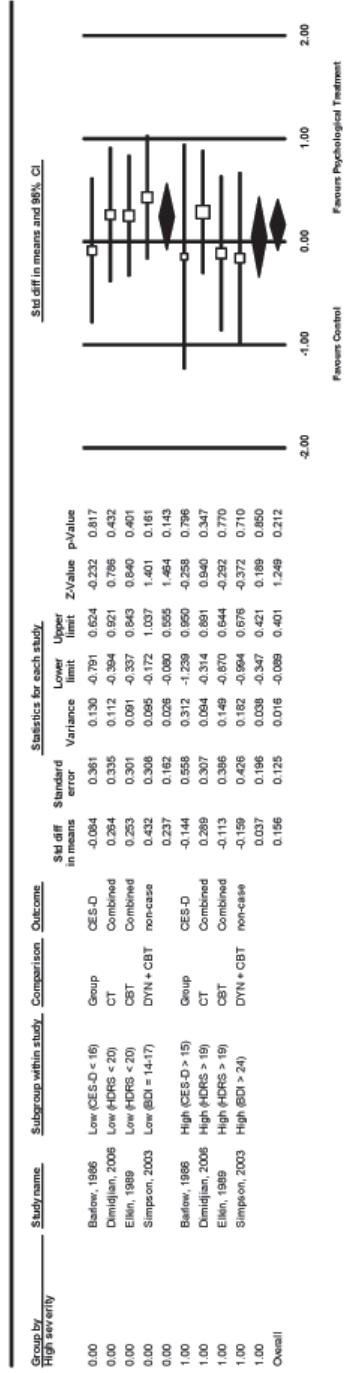 Group by
High severity
Study name Subgroup within study Comparison Outcome Statistics for each study Std diff in means and 95% CI
Std diff in means Standard error Variance Lower limit Upper limit Z-Value p-Value
0.00 Barlow, 1986 Low (CES-D < 16) Group CES-D -0.084 0.361 0.130 -0.791 0.624 -0.232 0.817
0.00 Dimidjian, 2006 Low (HDRS < 20) CT Combined 0.264 0.335 0.112 -0.394 0.921 0.786 0.432
0.00 Elkin, 1989 Low (HDRS < 20) CBT Combined 0.253 0.301 0.091 -0.337 0.843 0.840 0.401
0.00 Simpson, 2003 Low (BDI = 14-17) DYN + CBT non-case 0.432 0.308 0.095 -0.172 1.037 1.401 0.161
0.00 0.237 0.162 0.026 -0.080 0.555 1.464 0.143
1.00 Barlow, 1986 High (CES-D > 15) Group CES-D -0.144 0.558 0.312 -1.239 0.950 -0.258 0.796
1.00 Dimidjian, 2006 High (HDRS > 19) CT Combined 0.289 0.307 0.094 -0.314 0.891 0.940 0.347
1.00 Elkin, 1989 High (HDRS > 19) CBT Combined -0.113 0.386 0.149 -0.870 0.644 -0.292 0.770
1.00 Simpson, 2003 High (BDI > 24) DYN + CBT non-case -0.159 0.426 0.182 -0.994 0.676 -0.372 0.710
1.00 0.037 0.196 0.038 -0.347 0.421 0.189 0.850
Overall 0.156 0.125 0.016 -0.089 0.401 1.249 0.212
-2.00 -1.00 0.00 1.00 2.00
Favours Control Favours Psychological Treatment